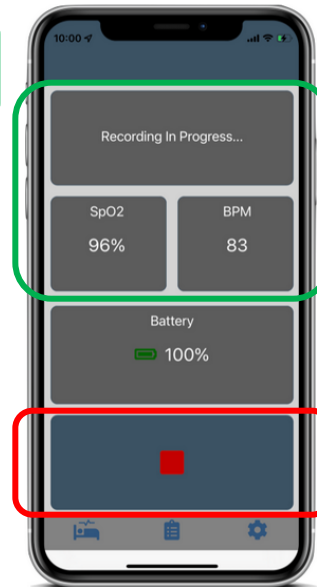 10:00
Recording In Progress...
SpO2 BPM
96% 83
Battery
100%